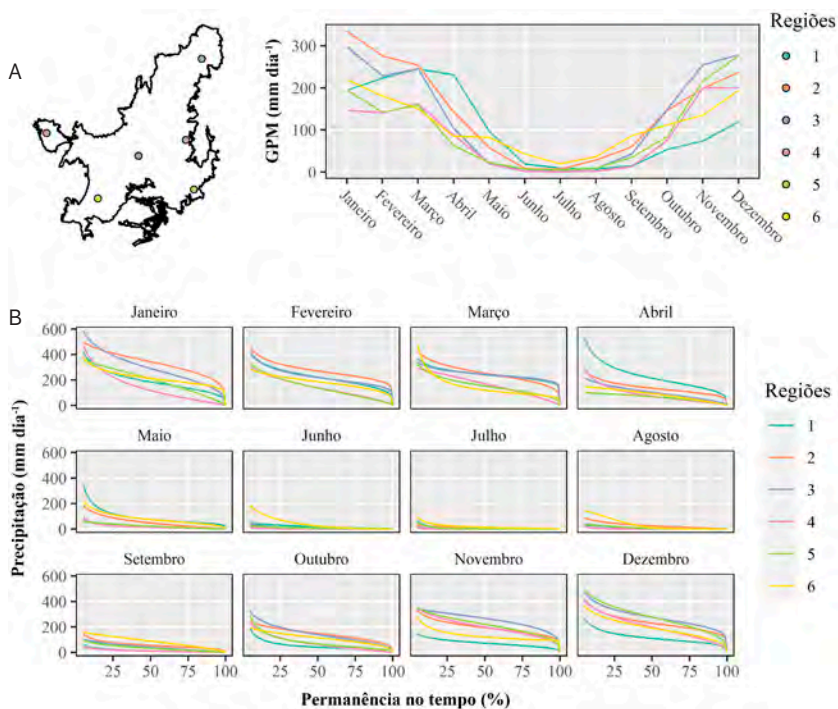 A
GPM (mm dia⁻¹)
300
200
100
0
Janeiro
Fevereiro
Março
Abril
Maio
Junho
Julho
Agosto
Setembro
Outubro
Novembro
Dezembro
Regiões
1
2
3
4
5
6
B
Precipitação (mm dia⁻¹)
Janeiro Fevereiro Março Abril
600
400
200
0
Maio Junho Julho Agosto
600
400
200
0
Setembro Outubro Novembro Dezembro
600
400
200
0
25 50 75 100 25 50 75 100 25 50 75 100 25 50 75 100
Permanência no tempo (%)
Regiões
1
2
3
4
5
6